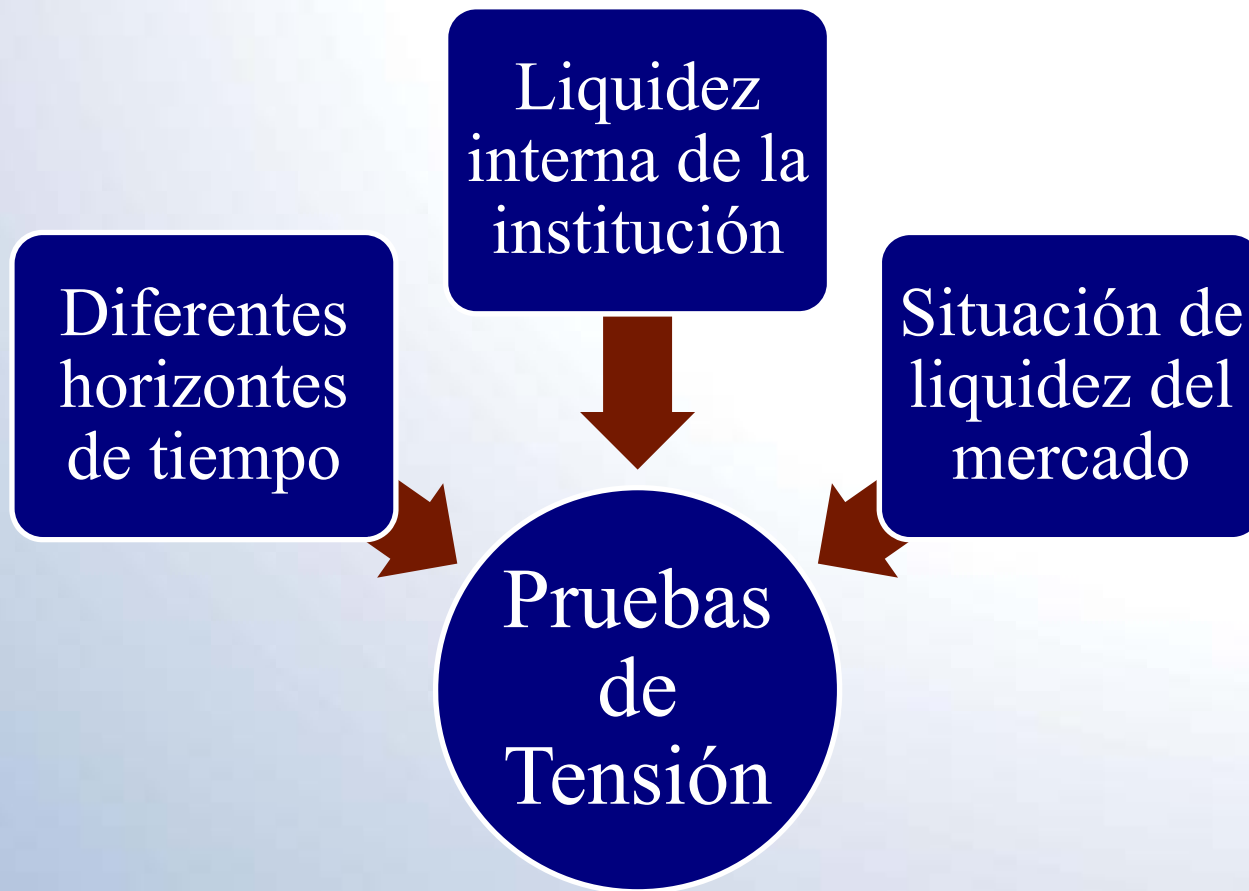 Liquidez
interna de la
institución
Diferentes
horizontes
de tiempo
Situación de
liquidez del
mercado
Pruebas
de
Tensión